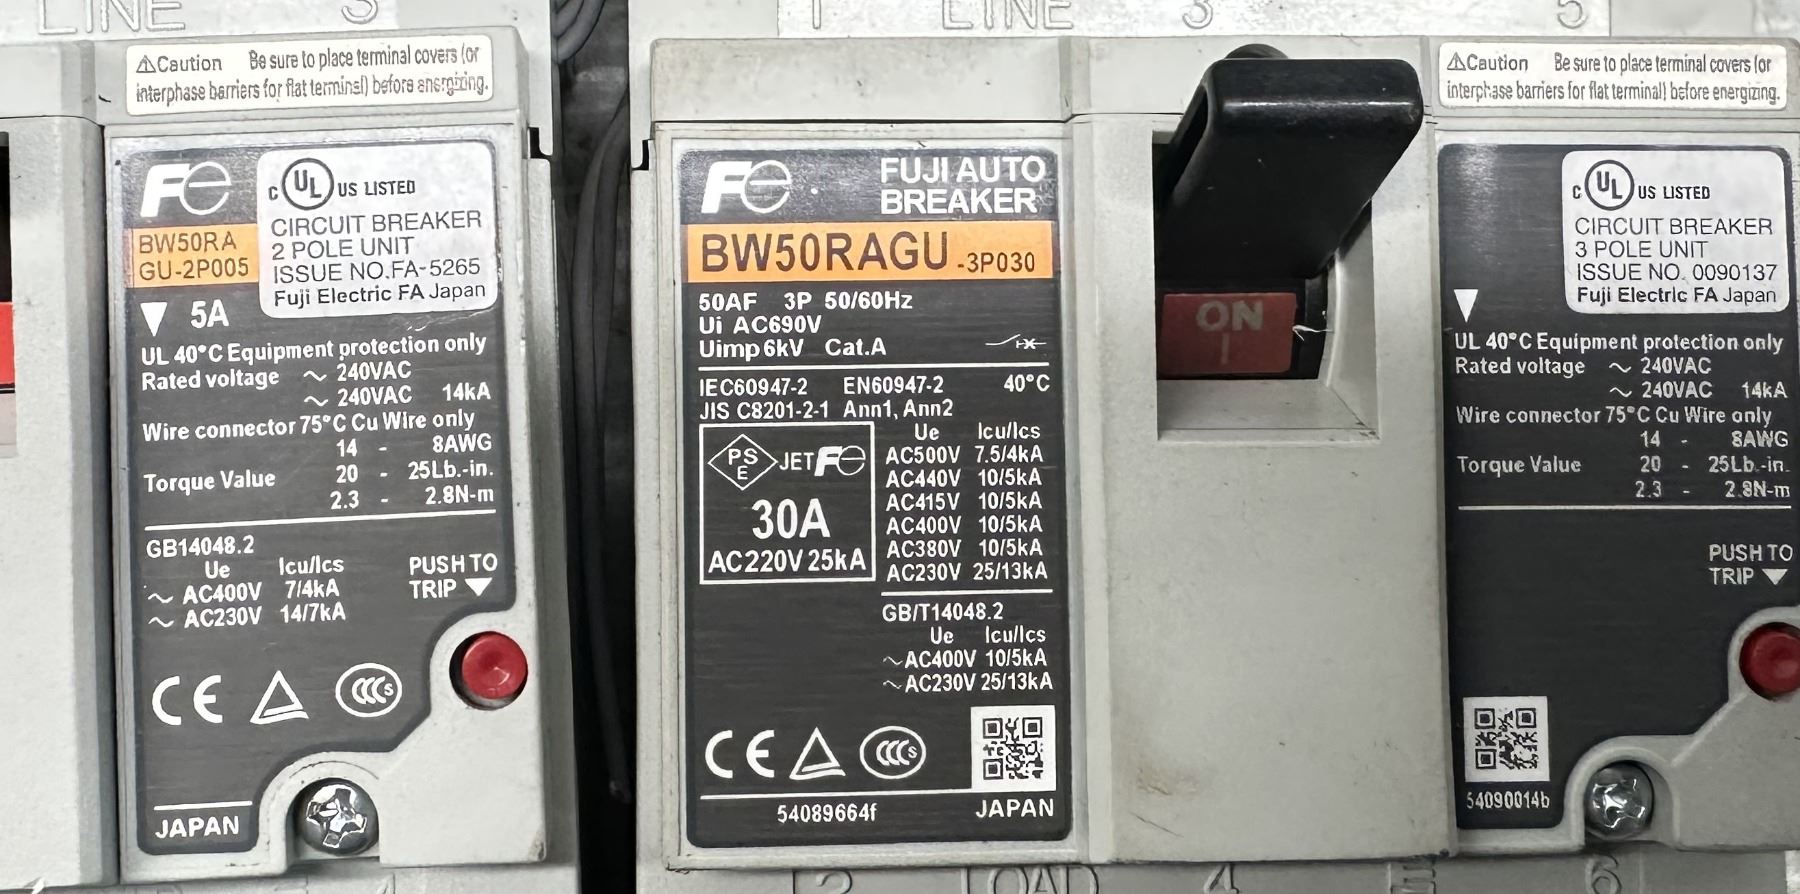 LINE 3
⚠Caution Be sure to place terminal covers (or
interphase barriers for flat terminal) before energizing.
Fe
BW50RA
GU-2P005
c UL US LISTED
CIRCUIT BREAKER
2 POLE UNIT
ISSUE NO.FA-5265
Fuji Electric FA Japan
▼ 5A
UL 40°C Equipment protection only
Rated voltage ～ 240VAC
～ 240VAC 14kA
Wire connector 75°C Cu Wire only
14 - 8AWG
Torque Value 20 - 25Lb.-in.
2.3 - 2.8N-m
GB14048.2
Ue Icu/Ics
～ AC400V 7/4kA
～ AC230V 14/7kA
PUSH TO
TRIP ▼
CE CCC S
JAPAN
1 LINE 3 5
Fe FUJI AUTO
BREAKER
BW50RAGU -3P030
50AF 3P 50/60Hz
Ui AC690V
Uimp 6kV Cat.A
IEC60947-2 EN60947-2 40°C
JIS C8201-2-1 Ann1, Ann2
PS
E
JET Fe
30A
AC220V 25kA
Ue Icu/Ics
AC500V 7.5/4kA
AC440V 10/5kA
AC415V 10/5kA
AC400V 10/5kA
AC380V 10/5kA
AC230V 25/13kA
GB/T14048.2
Ue Icu/Ics
～AC400V 10/5kA
～AC230V 25/13kA
CE CCC S
54089664f JAPAN
ON
I
⚠Caution Be sure to place terminal covers (or
interphase barriers for flat terminal) before energizing.
c UL US LISTED
CIRCUIT BREAKER
3 POLE UNIT
ISSUE NO. 0090137
Fuji Electric FA Japan
▼
UL 40°C Equipment protection only
Rated voltage ～ 240VAC
～ 240VAC 14kA
Wire connector 75°C Cu Wire only
14 - 8AWG
Torque Value 20 - 25Lb.-in.
2.3 - 2.8N-m
PUSH TO
TRIP ▼
54090014b
2 LOAD 4 6